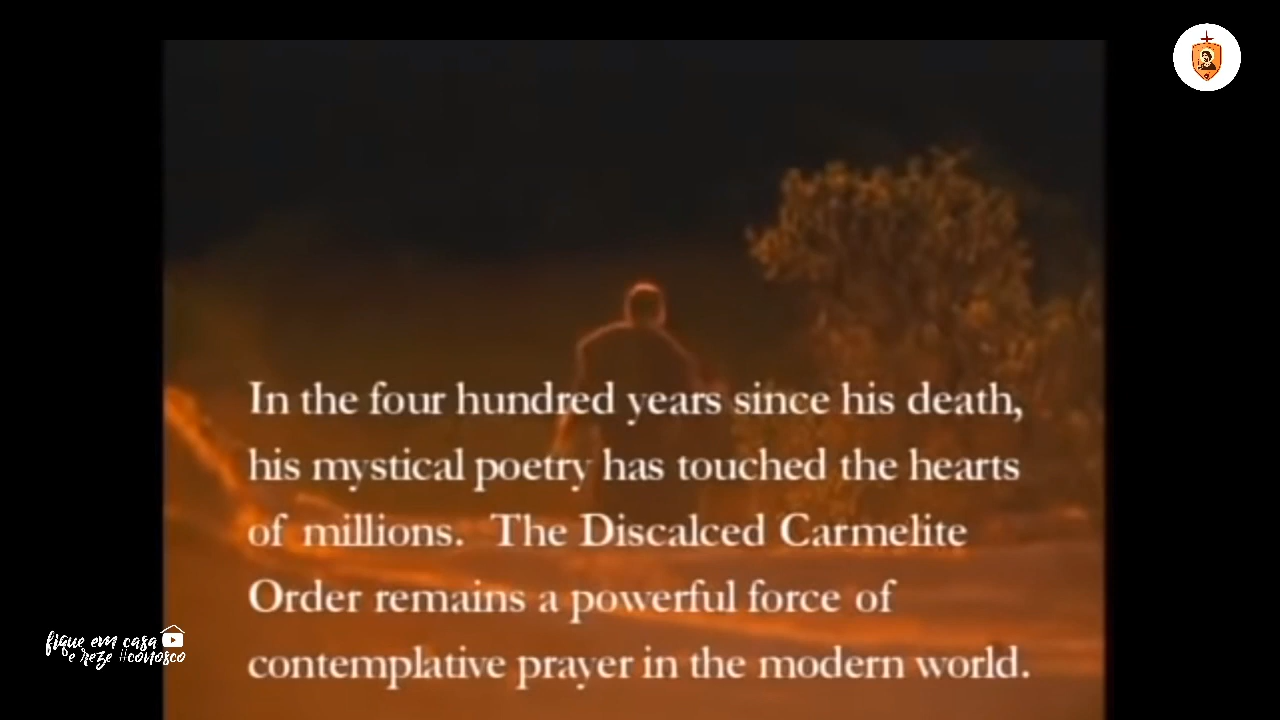 In the four hundred years since his death,
his mystical poetry has touched the hearts
of millions. The Discalced Carmelite
Order remains a powerful force of
contemplative prayer in the modern world.
fique em casa
e reze #conosco